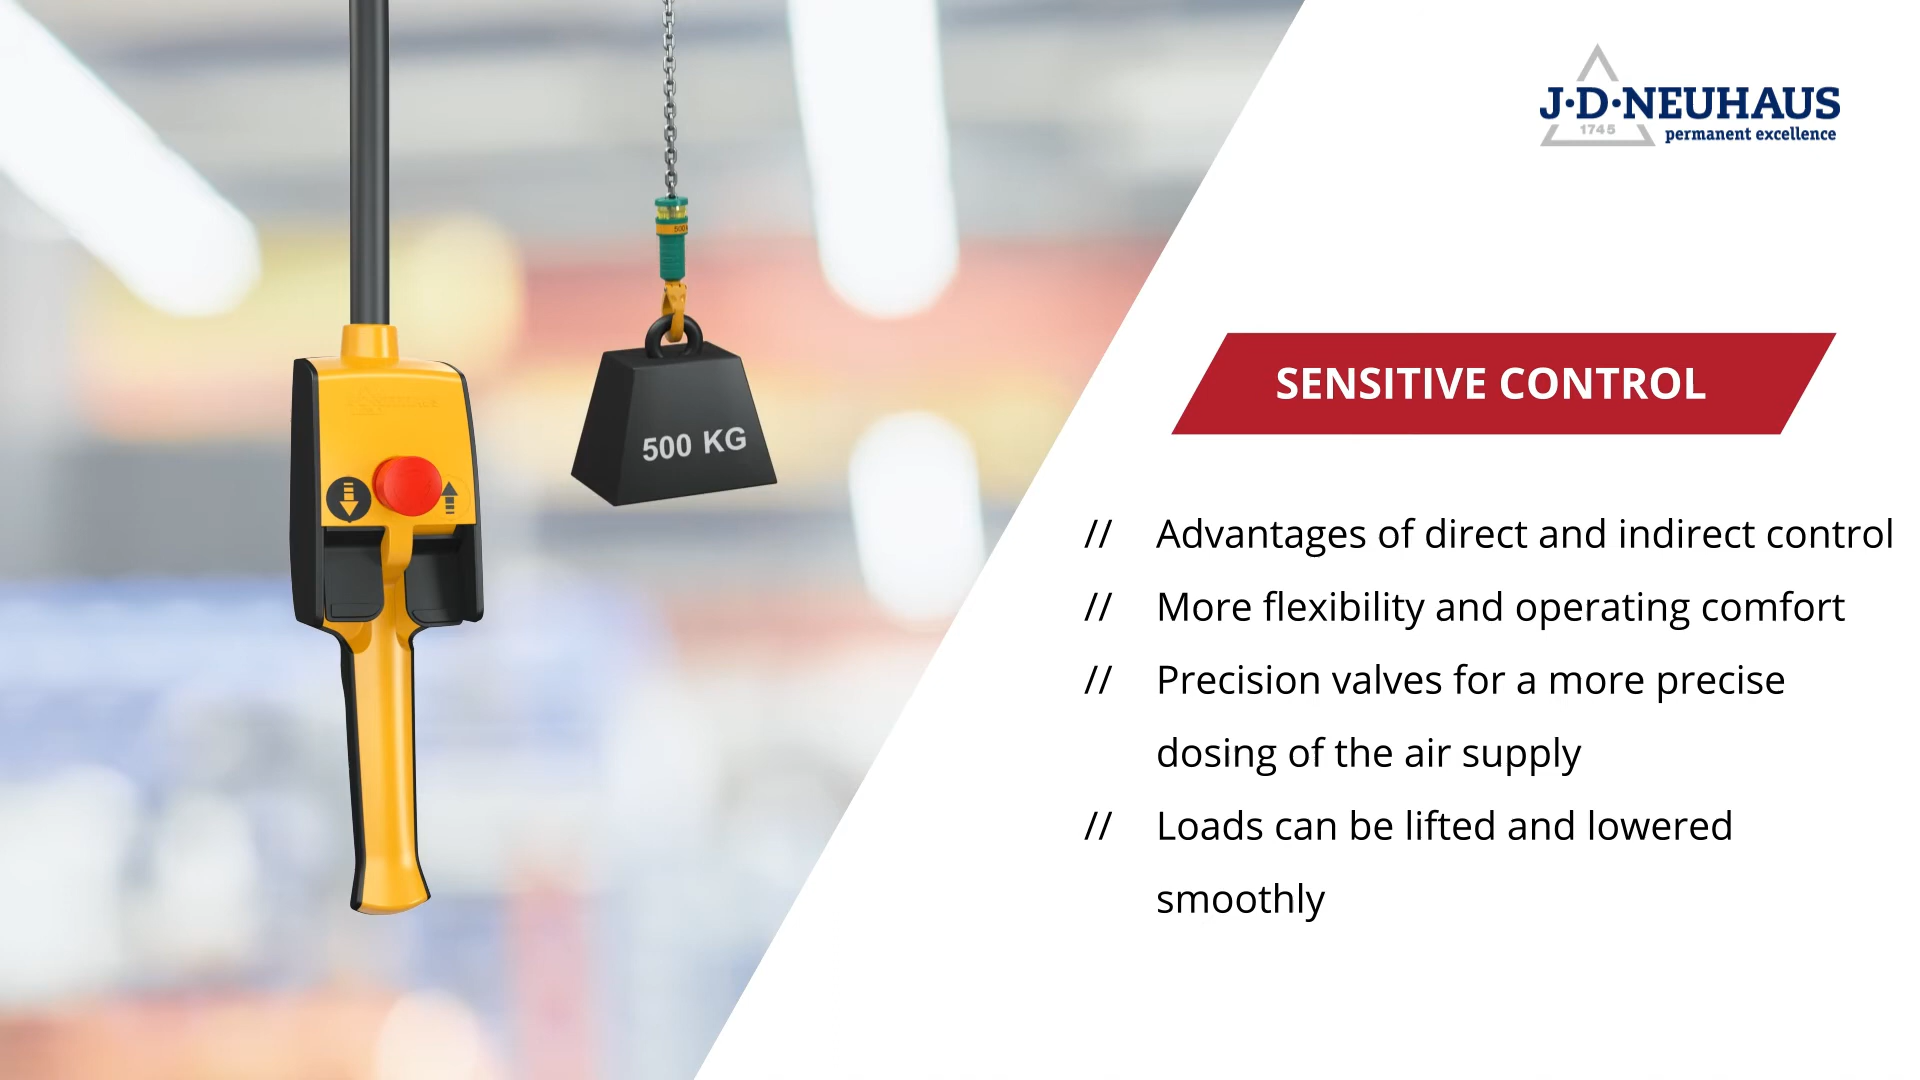 J·D·NEUHAUS
1745
permanent excellence
500 KG
SENSITIVE CONTROL
// Advantages of direct and indirect control
// More flexibility and operating comfort
// Precision valves for a more precise
dosing of the air supply
// Loads can be lifted and lowered
smoothly